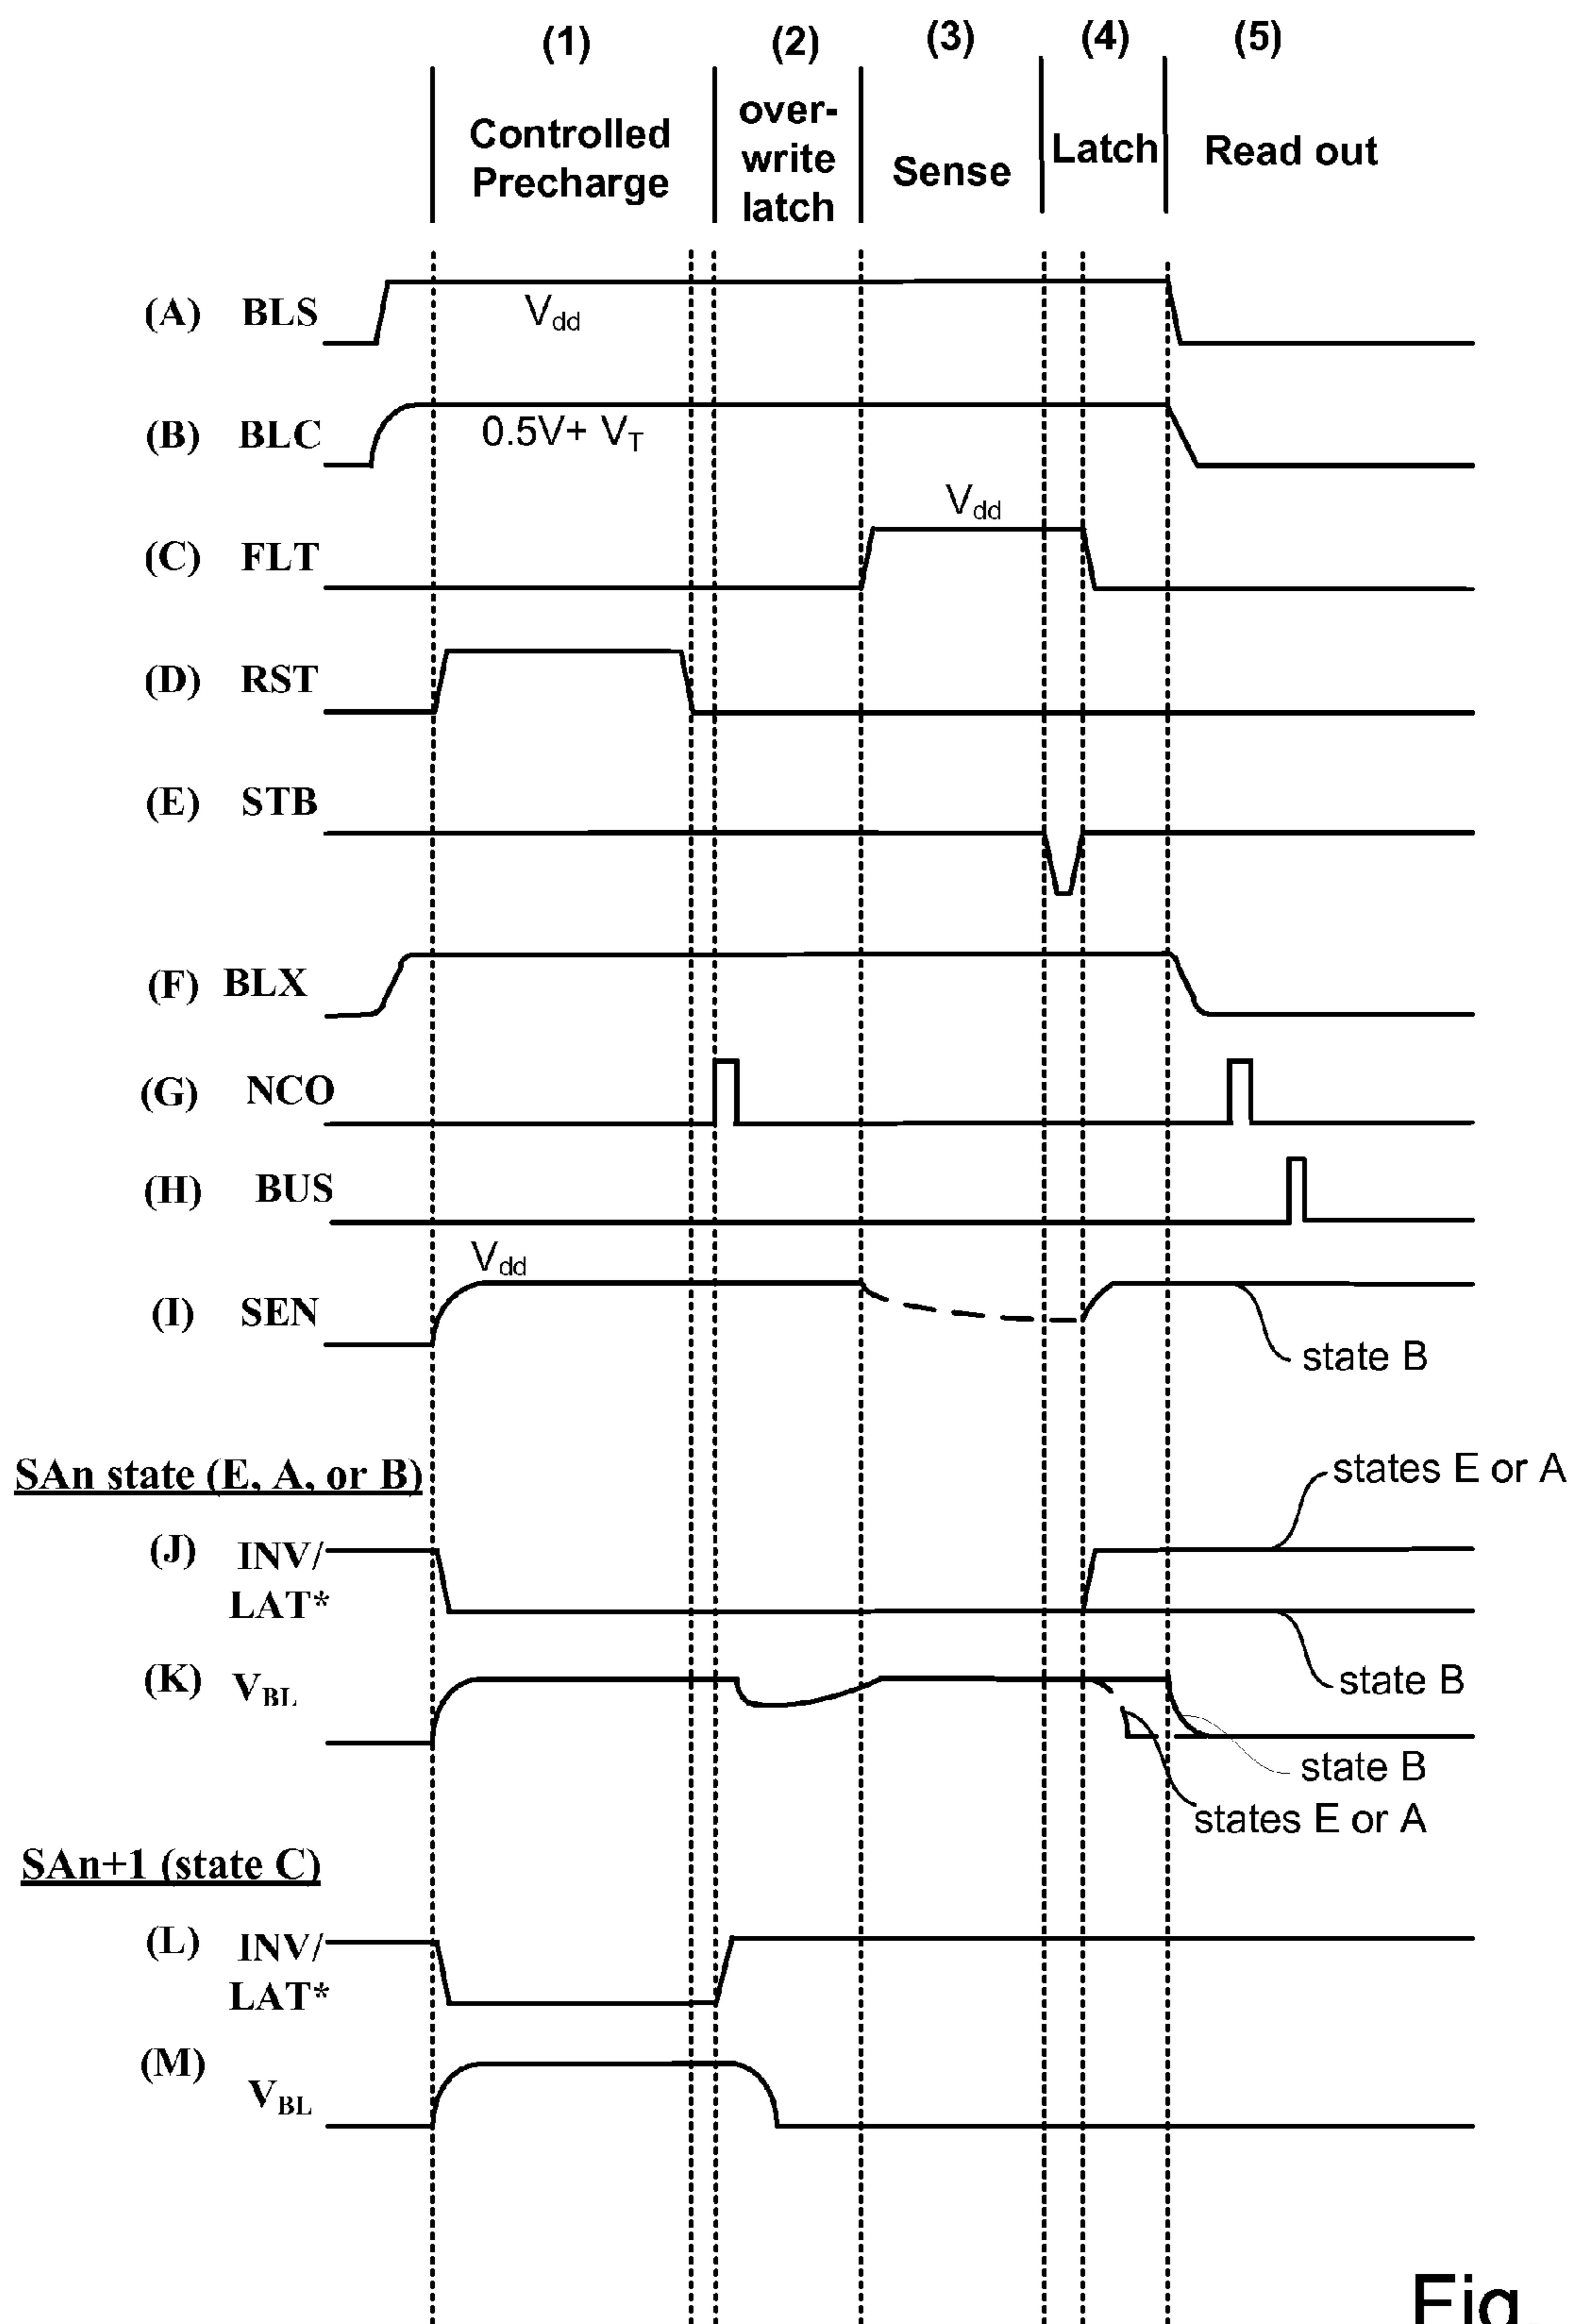 (1) (2) (3) (4) (5)
Controlled
Precharge
over-
write
latch
Sense
Latch
Read out
(A) BLS
Vdd
(B) BLC
0.5V+ VT
(C) FLT
Vdd
(D) RST
(E) STB
(F) BLX
(G) NCO
(H) BUS
Vdd
(I) SEN
state B
SAn state (E, A, or B)
states E or A
(J) INV/
LAT*
state B
(K) VBL
state B
states E or A
SAn+1 (state C)
(L) INV/
LAT*
(M)
VBL
Fig.